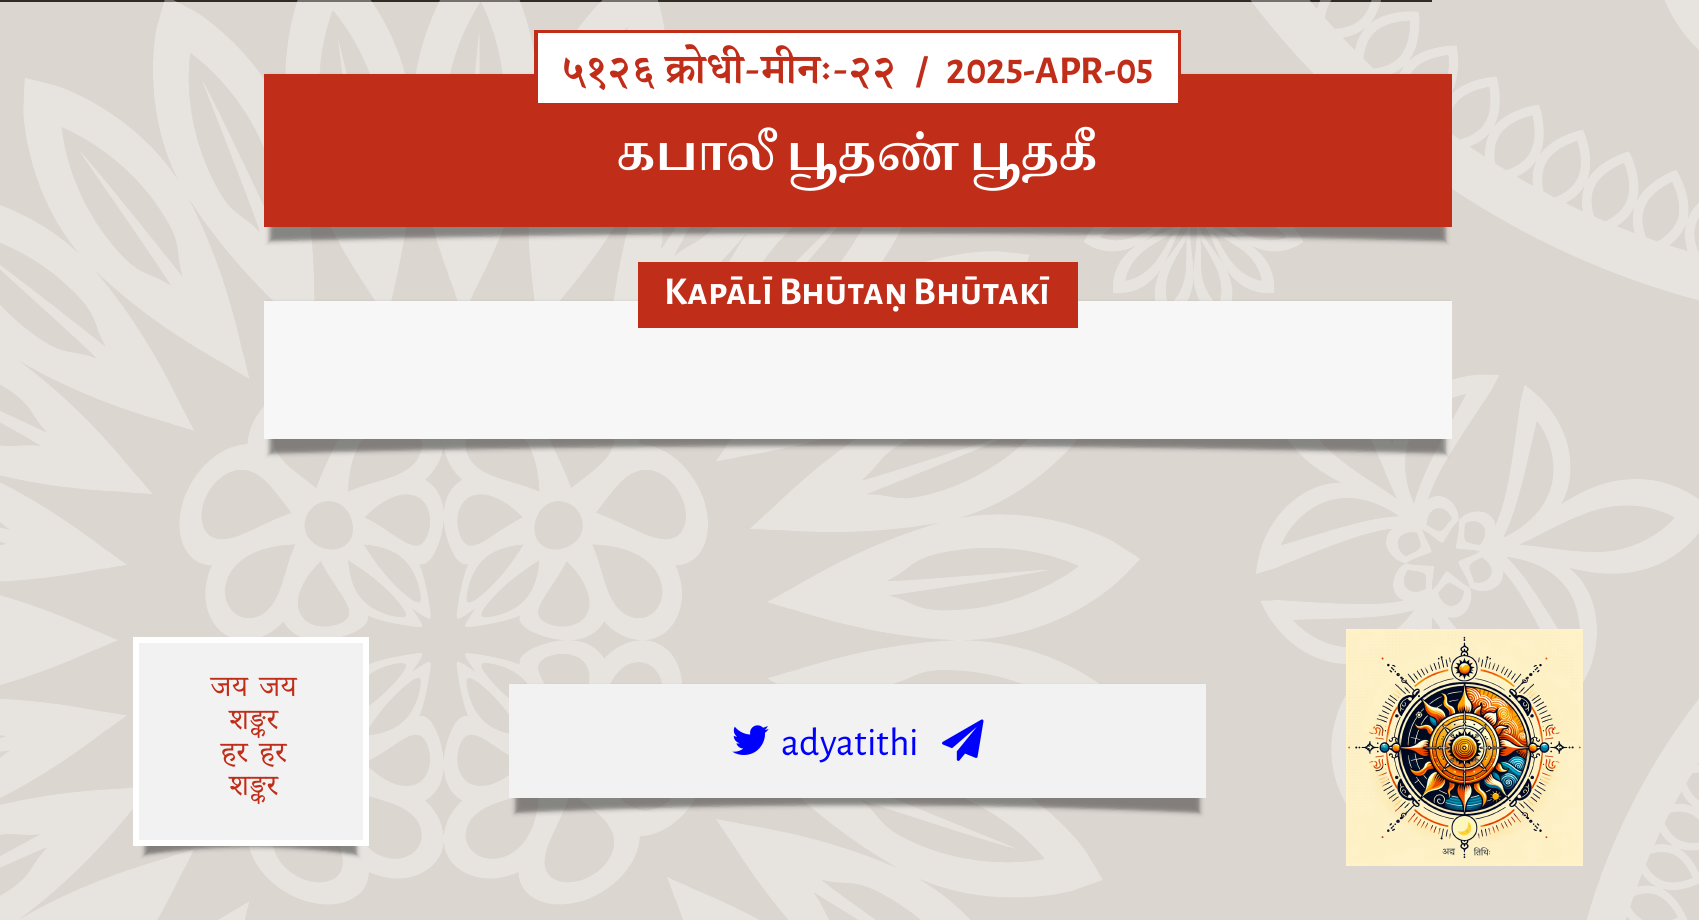 ५१२६ क्रोधी-मीनः-२२ / 2025-APR-05
கபாலீ பூதண் பூதகீ
Kapālī Bhūtaṇ Bhūtakī
जय जय
शङ्कर
हर हर
शङ्कर
adyatithi
अद्य तिथिः